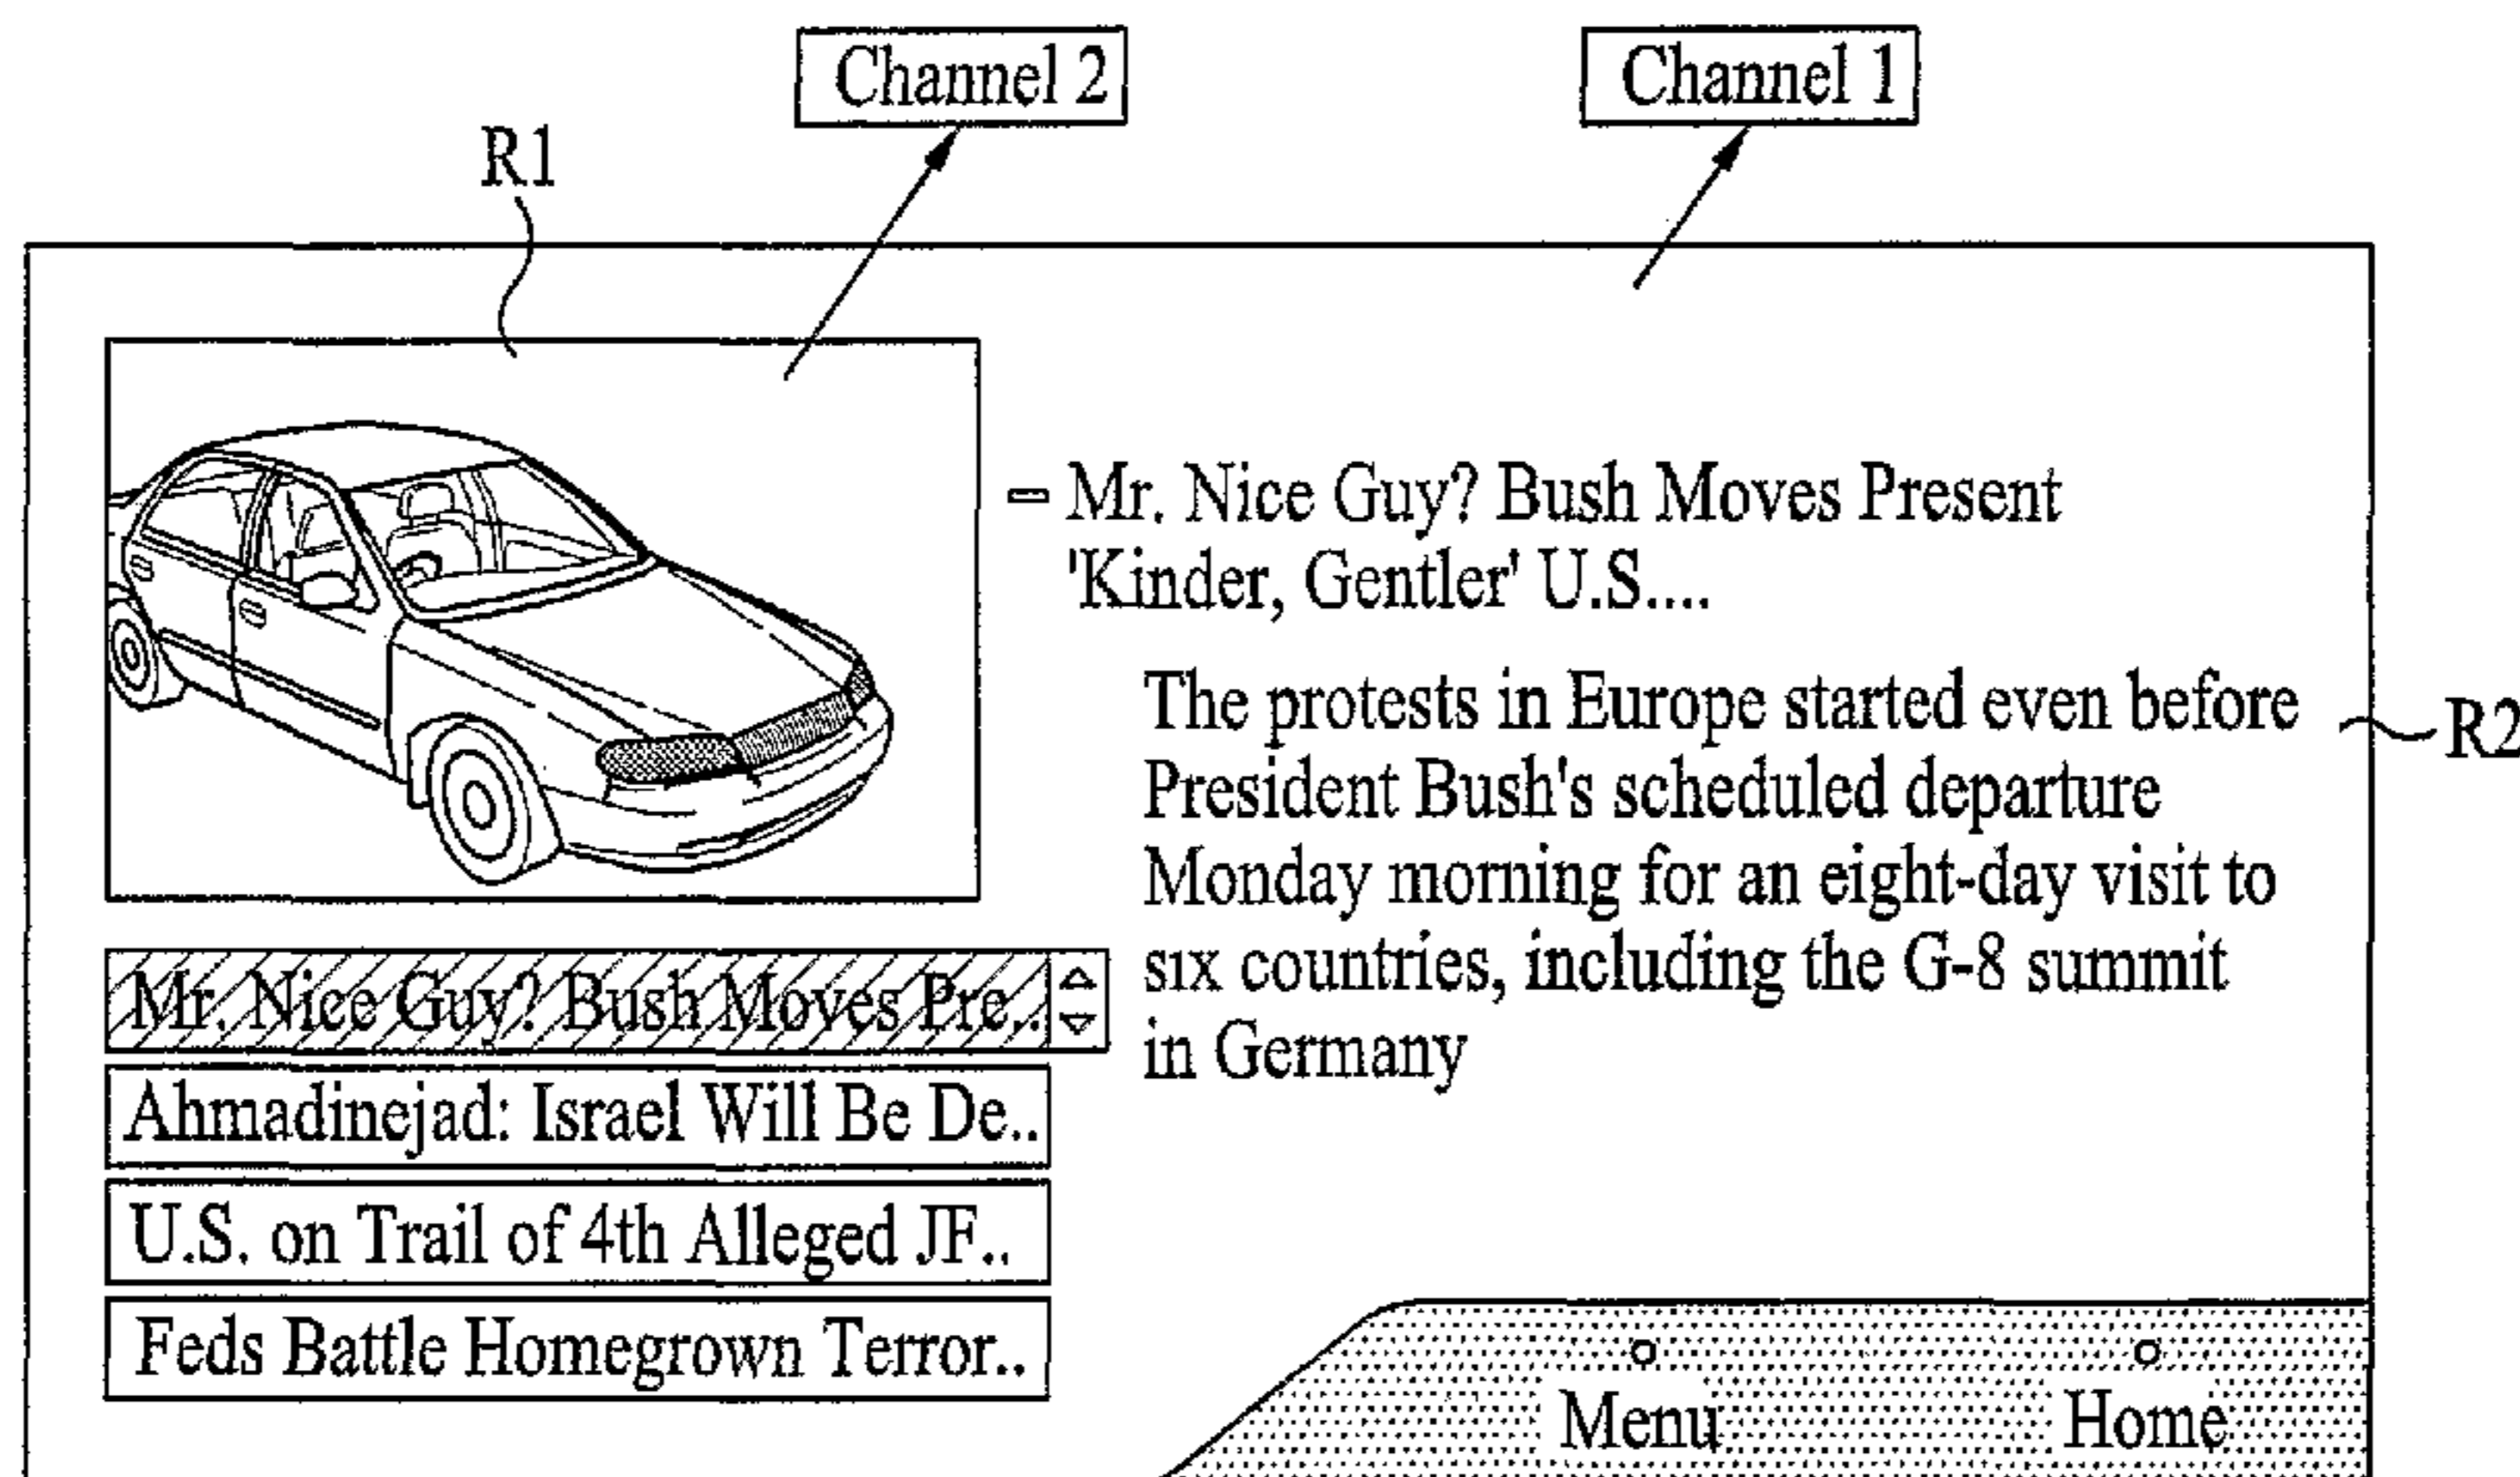 Channel 2
Channel 1
R1
- Mr. Nice Guy? Bush Moves Present
'Kinder, Gentler' U.S....
The protests in Europe started even before
President Bush's scheduled departure
Monday morning for an eight-day visit to
six countries, including the G-8 summit
in Germany
R2
Mr. Nice Guy? Bush Moves Pre..
Ahmadinejad: Israel Will Be De..
U.S. on Trail of 4th Alleged JF..
Feds Battle Homegrown Terror..
Menu
Home